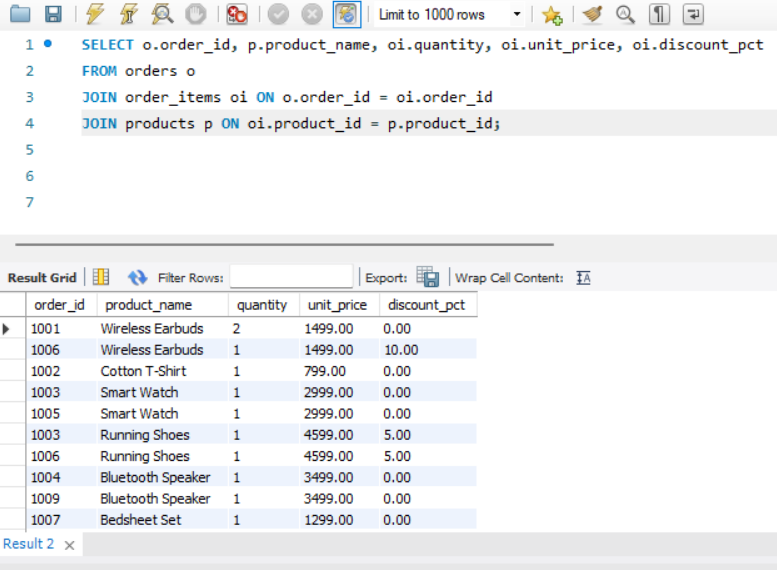 Limit to 1000 rows
1 SELECT o.order_id, p.product_name, oi.quantity, oi.unit_price, oi.discount_pct
2 FROM orders o
3 JOIN order_items oi ON o.order_id = oi.order_id
4 JOIN products p ON oi.product_id = p.product_id;
5
6
7
Result Grid Filter Rows: Export: Wrap Cell Content: IA
order_id product_name quantity unit_price discount_pct
1001 Wireless Earbuds 2 1499.00 0.00
1006 Wireless Earbuds 1 1499.00 10.00
1002 Cotton T-Shirt 1 799.00 0.00
1003 Smart Watch 1 2999.00 0.00
1005 Smart Watch 1 2999.00 0.00
1003 Running Shoes 1 4599.00 5.00
1006 Running Shoes 1 4599.00 5.00
1004 Bluetooth Speaker 1 3499.00 0.00
1009 Bluetooth Speaker 1 3499.00 0.00
1007 Bedsheet Set 1 1299.00 0.00
Result 2